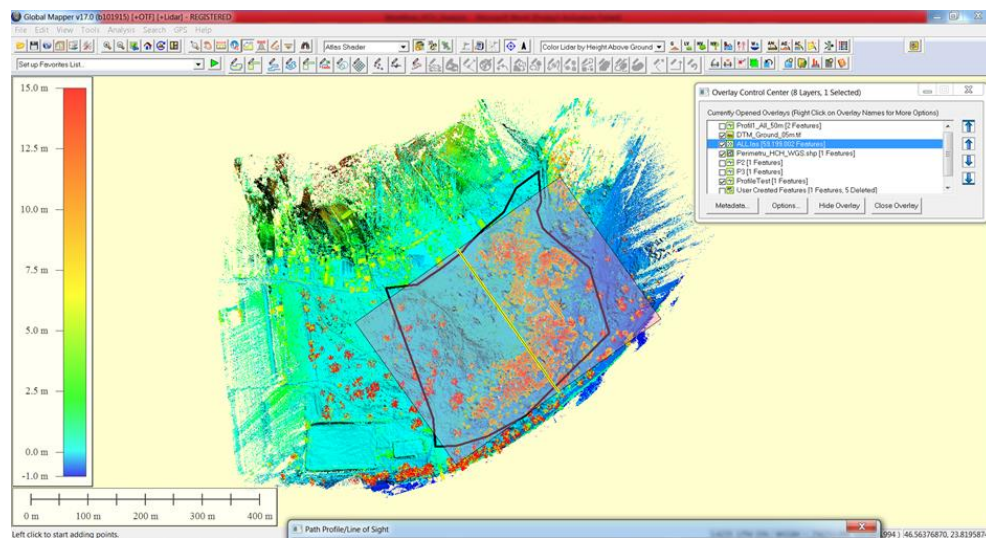 Global Mapper v17.0 (b101915) [+OTF] [+Lidar] - REGISTERED
File Edit View Tools Analysis Search GPS Help
Atlas Shader
Color Lidar by Height Above Ground
Set up Favorites List...
15.0 m
12.5 m
10.0 m
7.5 m
5.0 m
2.5 m
0.0 m
-1.0 m
Overlay Control Center (8 Layers, 1 Selected)
Currently Opened Overlays (Right Click on Overlay Names for More Options)
Profil1_All_50m [2 Features]
DTM_Ground_05m.tif
ALL.las [59,199,002 Features]
Perimetru_HCH_WGS.shp [1 Features]
P2 [1 Features]
P3 [1 Features]
ProfileTest [1 Features]
User Created Features [1 Features, 5 Deleted]
Metadata... Options... Hide Overlay Close Overlay
0 m 100 m 200 m 300 m 400 m
Path Profile/Line of Sight
Left click to start adding points.
1994 ) 46.56376870, 23.8195874